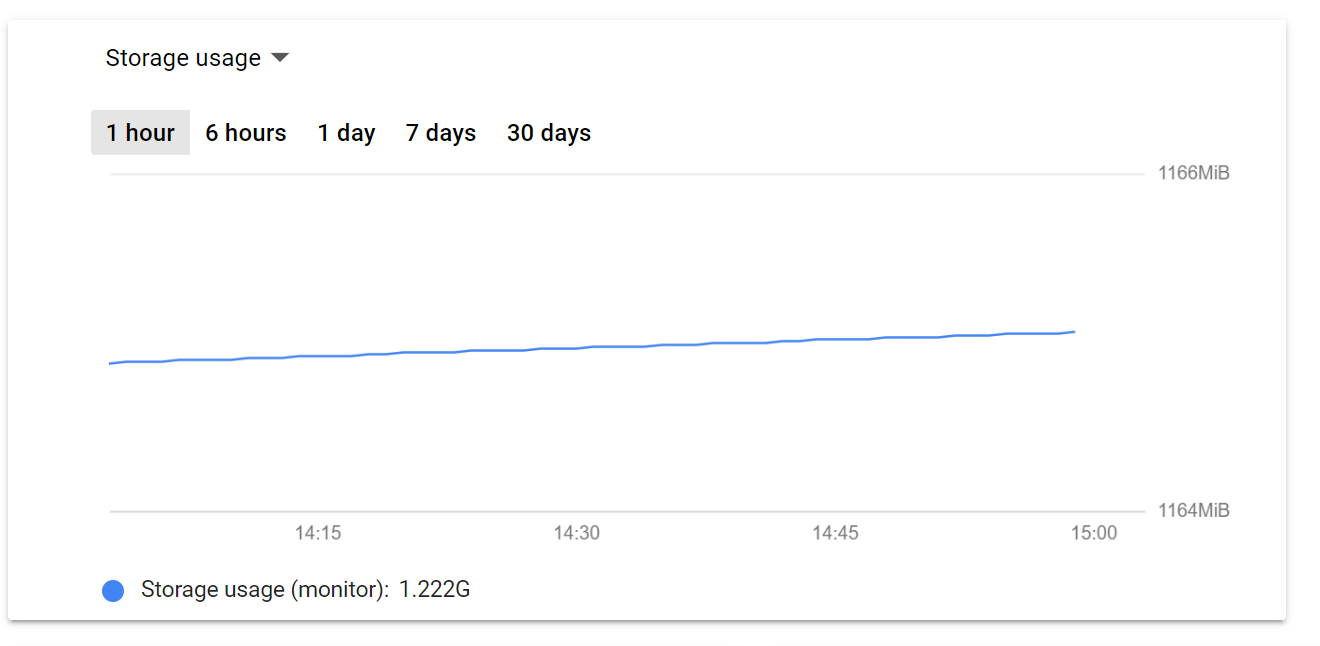 Storage usage
1 hour 6 hours 1 day 7 days 30 days
1166MiB
1164MiB
14:15 14:30 14:45 15:00
Storage usage (monitor): 1.222G